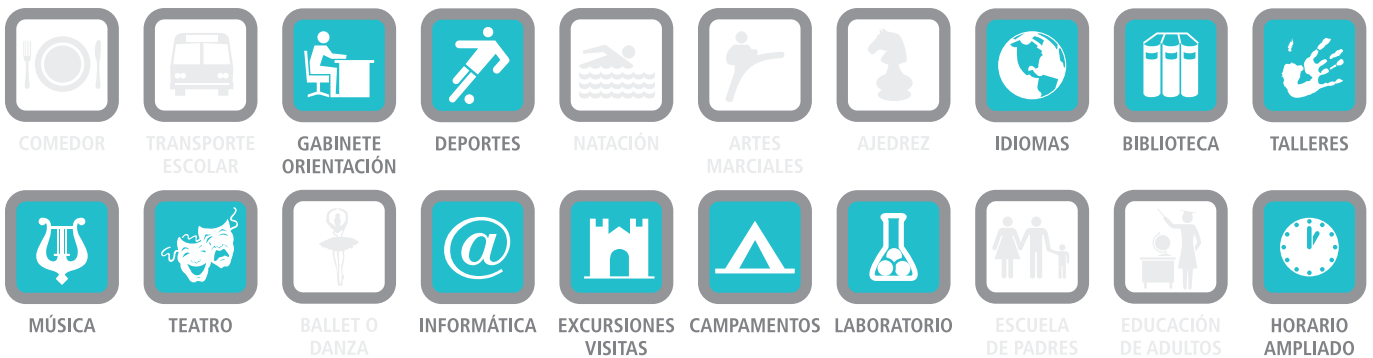 COMEDOR
TRANSPORTE
ESCOLAR
GABINETE
ORIENTACIÓN
DEPORTES
NATACIÓN
ARTES
MARCIALES
AJEDREZ
IDIOMAS
BIBLIOTECA
TALLERES
MÚSICA
TEATRO
BALLET O
DANZA
@
INFORMÁTICA
EXCURSIONES
VISITAS
CAMPAMENTOS
LABORATORIO
ESCUELA
DE PADRES
EDUCACIÓN
DE ADULTOS
HORARIO
AMPLIADO